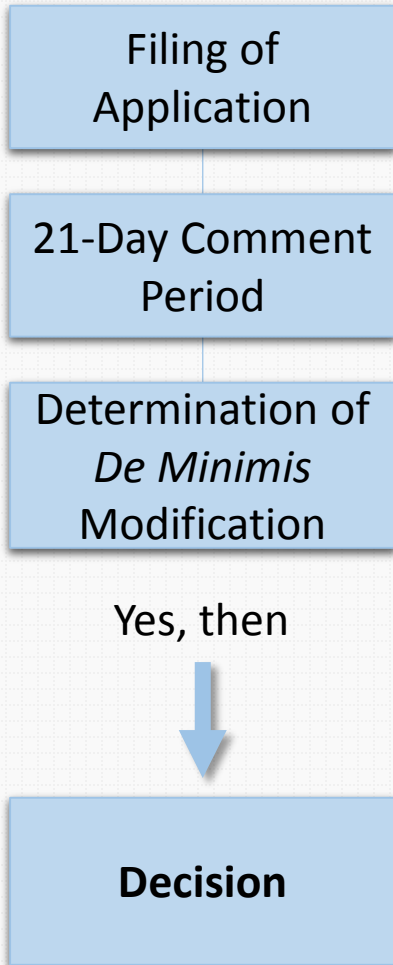 Filing of
Application
21-Day Comment
Period
Determination of
De Minimis
Modification
Yes, then
Decision